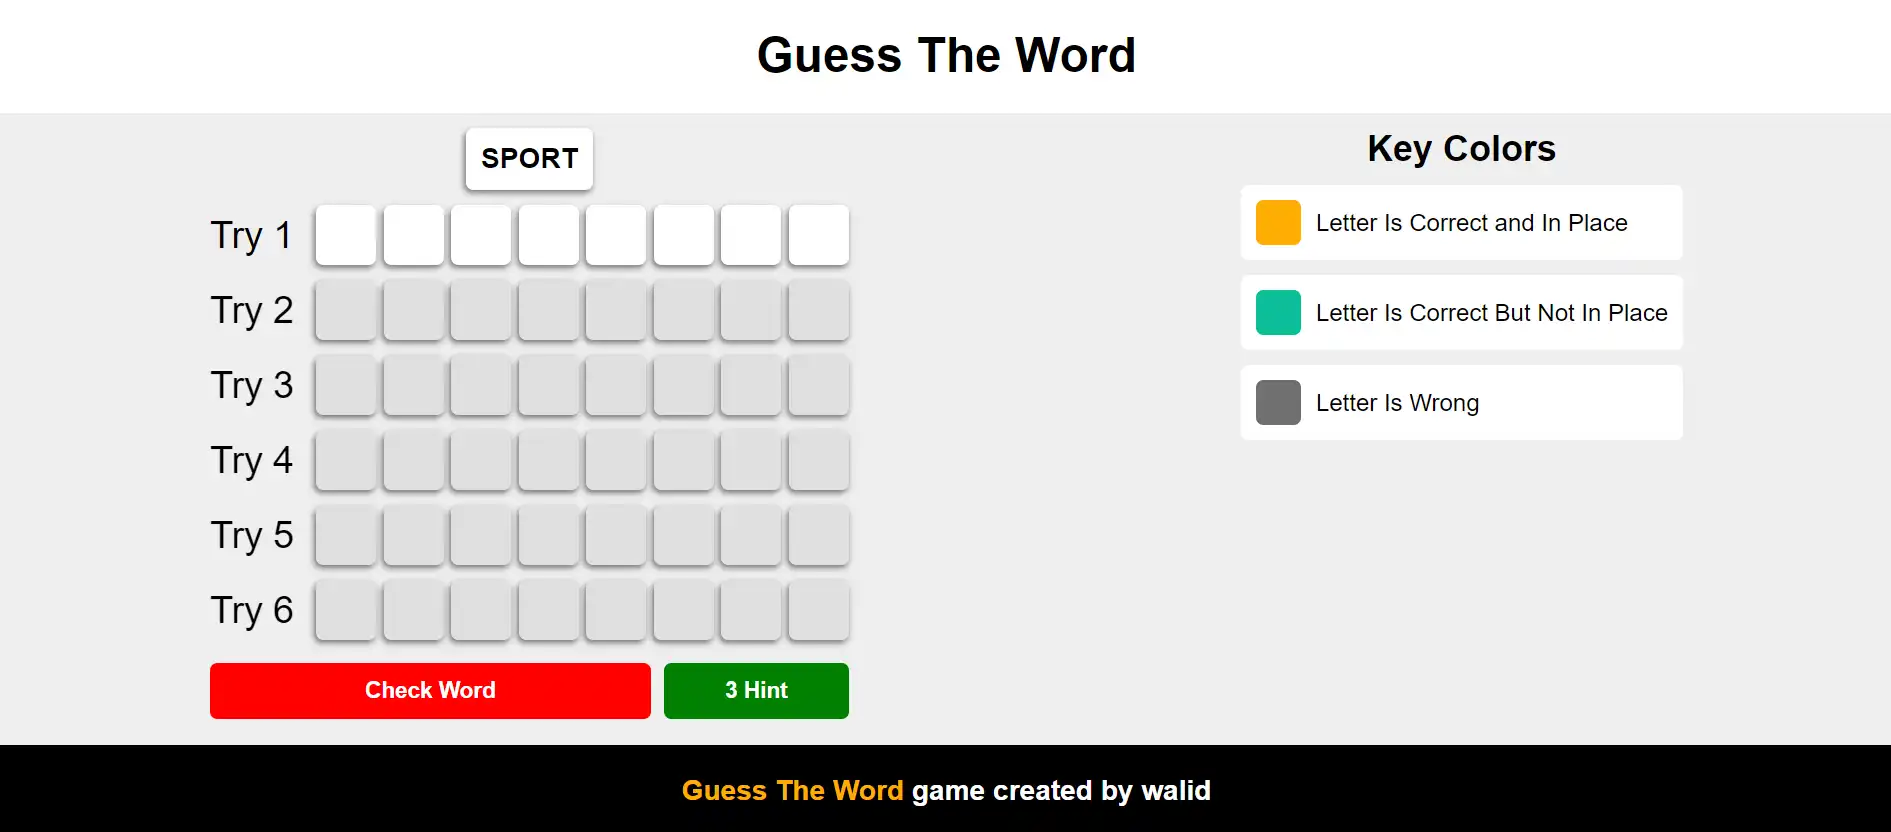 Guess The Word
SPORT
Try 1
Try 2
Try 3
Try 4
Try 5
Try 6
Check Word
3 Hint
Key Colors
Letter Is Correct and In Place
Letter Is Correct But Not In Place
Letter Is Wrong
Guess The Word game created by walid